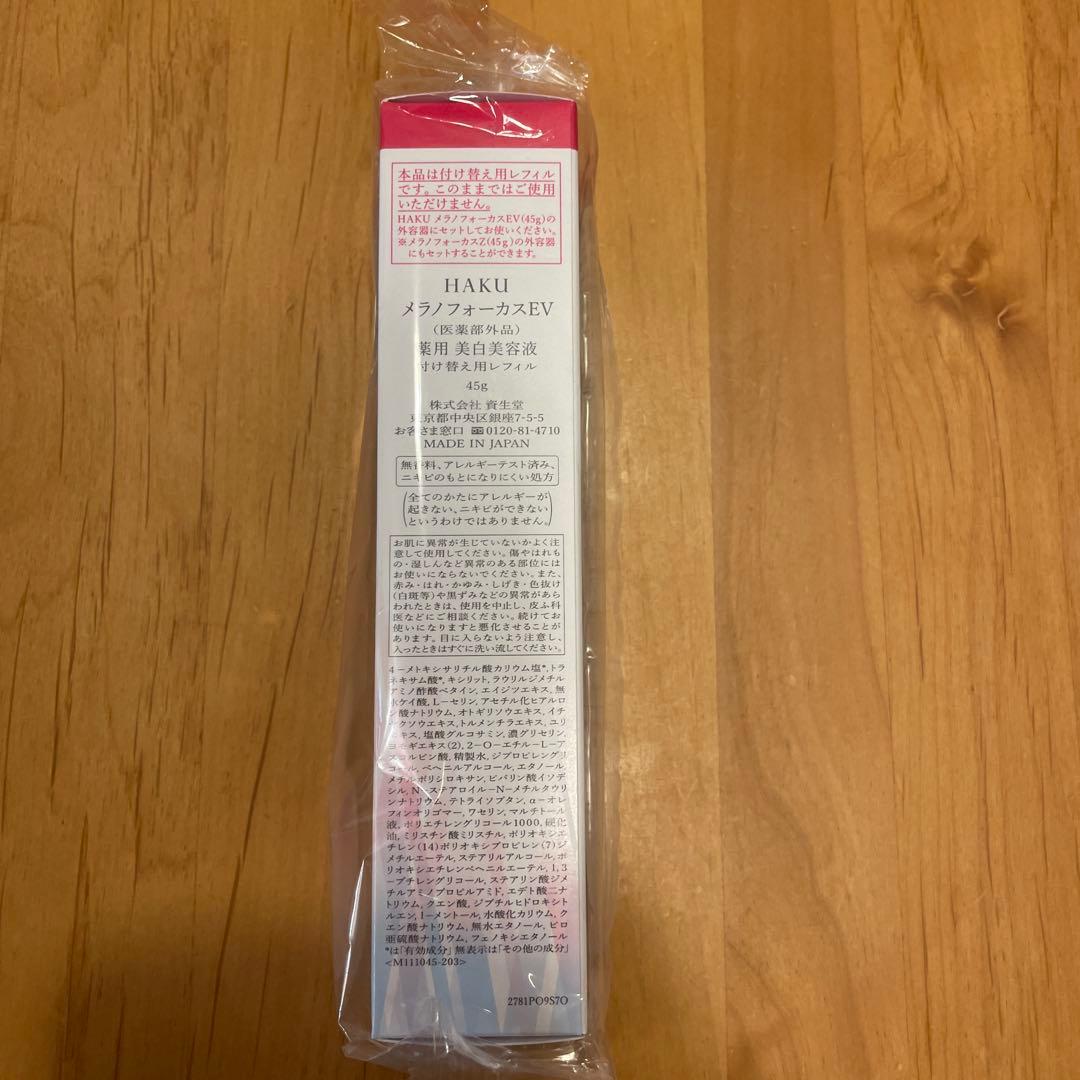 本品は付け替え用レフィル
です。このままではご使用
いただけません。
HAKU メラノフォーカスEV(45g)の
外容器にセットしてお使いください。
※メラノフォーカスZ(45g)の外容器
にもセットすることができます。
HAKU
メラノフォーカスEV
(医薬部外品)
薬用 美白美容液
付け替え用レフィル
45g
株式会社 資生堂
東京都中央区銀座7-5-5
お客さま窓口 0120-81-4710
MADE IN JAPAN
無香料、アレルギーテスト済み、
ニキビのもとになりにくい処方
(全てのかたにアレルギーが
起きない、ニキビができない
というわけではありません。)
お肌に異常が生じていないかよく注
意して使用してください。傷やはれも
の・湿しんなど異常のある部位には
お使いにならないでください。また、
赤み・はれ・かゆみ・しげき・色抜け
(白斑等)や黒ずみなどの異常があら
われたときは、使用を中止し、皮ふ科
医などにご相談ください。続けてお
使いになりますと悪化させることが
あります。目に入らないよう注意し、
入ったときはすぐに洗い流してください。
4-メトキシサリチル酸カリウム塩*,トラ
ネキサム酸*,キシリット,ラウリルジメチル
アミノ酢酸ベタイン,エイジツエキス,無
水ケイ酸,L-セリン,アセチル化ヒアルロ
ン酸ナトリウム,オトギリソウエキス,イチ
ヤクソウエキス,トルメンチラエキス,ユリ
エキス,塩酸グルコサミン,濃グリセリン,
ヨモギエキス(2),2-O-エチル-L-ア
スコルビン酸,精製水,ジプロピレングリ
コール,ベヘニルアルコール,エタノール,
メチルポリシロキサン,ピバリン酸イソデ
シル,N-ステアロイル-N-メチルタウリ
ンナトリウム,テトライソブタン,α-オレ
フィンオリゴマー,ワセリン,マルチトール
液,ポリエチレングリコール1000,硬化
油,ミリスチン酸ミリスチル,ポリオキシエ
チレン(14)ポリオキシプロピレン(7)ジ
メチルエーテル,ステアリルアルコール,ポ
リオキシエチレンベヘニルエーテル,1,3
-ブチレングリコール,ステアリン酸ジメ
チルアミノプロピルアミド,エデト酸二ナ
トリウム,クエン酸,ジブチルヒドロキシト
ルエン,l-メントール,水酸化カリウム,ク
エン酸ナトリウム,無水エタノール,ピロ
亜硫酸ナトリウム,フェノキシエタノール
*は「有効成分」無表示は「その他の成分」
<M111045-203>
2781PO9S7O